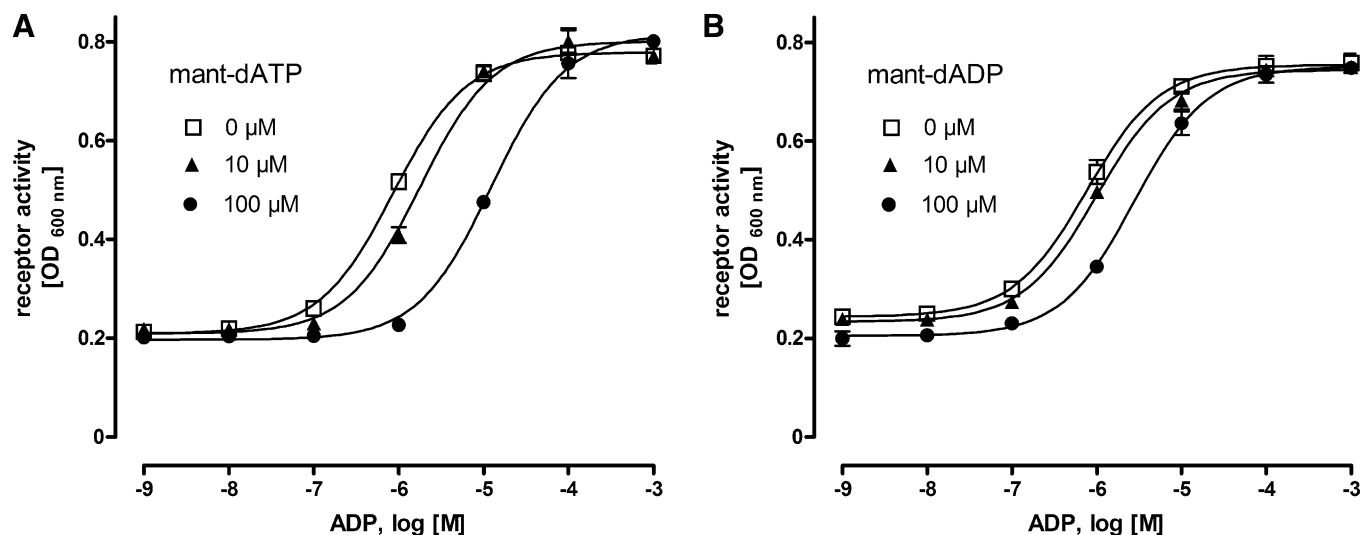 A
mant-dATP
0 µM
10 µM
100 µM
receptor activity
[OD 600 nm]
0.8
0.6
0.4
0.2
0
-9 -8 -7 -6 -5 -4 -3
ADP, log [M]
B
mant-dADP
0 µM
10 µM
100 µM
receptor activity
[OD 600 nm]
0.8
0.6
0.4
0.2
0
-9 -8 -7 -6 -5 -4 -3
ADP, log [M]